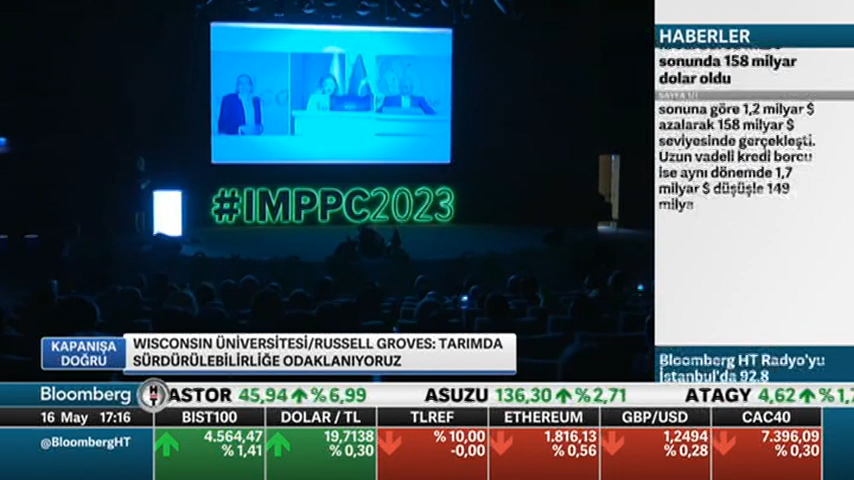 #IMPPC2023
HABERLER
sonunda 158 milyar
dolar oldu
SAYFA 1/1
sonuna göre 1,2 milyar $
azalarak 158 milyar $
seviyesinde gerçekleşti.
Uzun vadeli kredi borcu
ise aynı dönemde 1,7
milyar $ düşüşle 149
milya
Bloomberg HT Radyo'yu
İstanbul'da 92.8
KAPANIŞA
DOĞRU
WISCONSIN ÜNİVERSİTESİ/RUSSELL GROVES: TARIMDA
SÜRDÜRÜLEBİLİRLİĞE ODAKLANIYORUZ
Bloomberg HT ASTOR 45,94 % 6,99 ASUZU 136,30 % 2,71 ATAGY 4,62 % 1,7
16 May 17:16 BIST100 DOLAR / TL TLREF ETHEREUM GBP/USD CAC40
@BloombergHT 4.564,47 19,7138 % 10,00 1.816,13 1,2494 7.396,09
% 1,41 % 0,30 -0,00 % 0,56 % 0,28 % 0,30